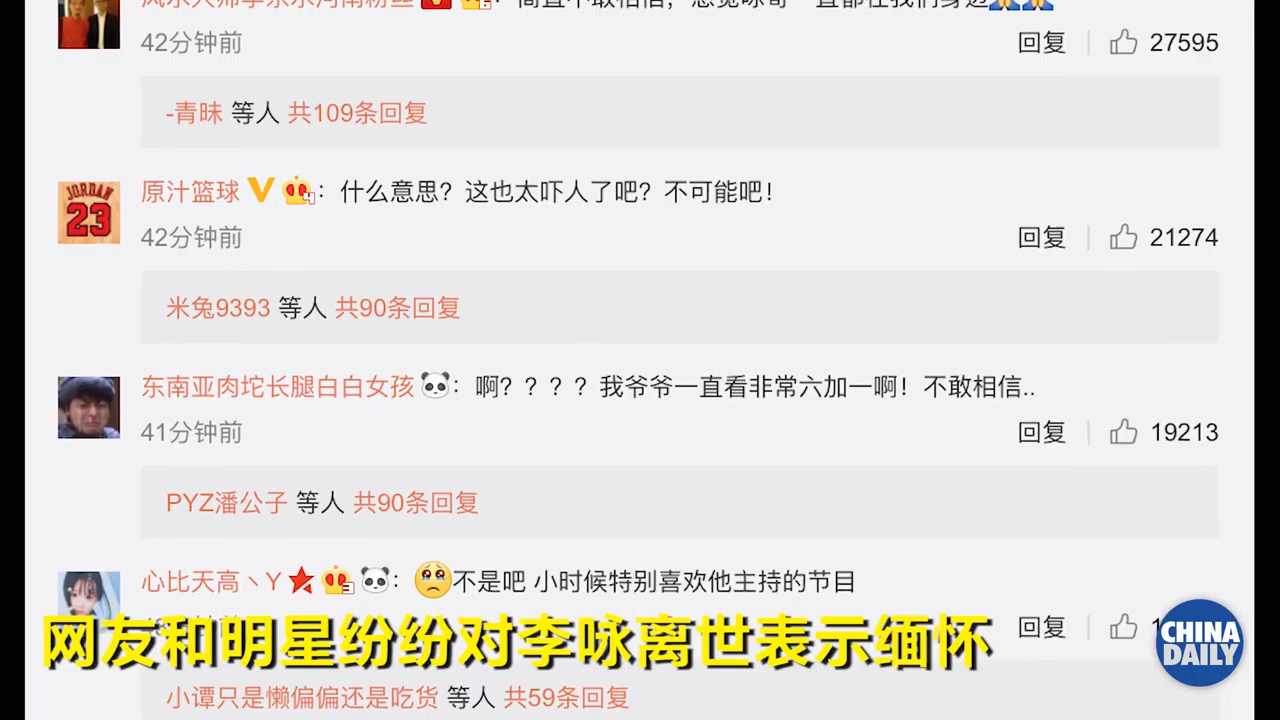 42分钟前
回复 27595
-青昧 等人 共109条回复
JORDAN
23
原汁篮球：什么意思？这也太吓人了吧？不可能吧！
42分钟前
回复 21274
米兔9393 等人 共90条回复
东南亚肉坨长腿白白女孩：啊？？？？我爷爷一直看非常六加一啊！不敢相信..
41分钟前
回复 19213
PYZ潘公子 等人 共90条回复
心比天高丶Y：不是吧 小时候特别喜欢他主持的节目
回复
网友和明星纷纷对李咏离世表示缅怀
CHINA
DAILY
小谭只是懒偏偏还是吃货 等人 共59条回复